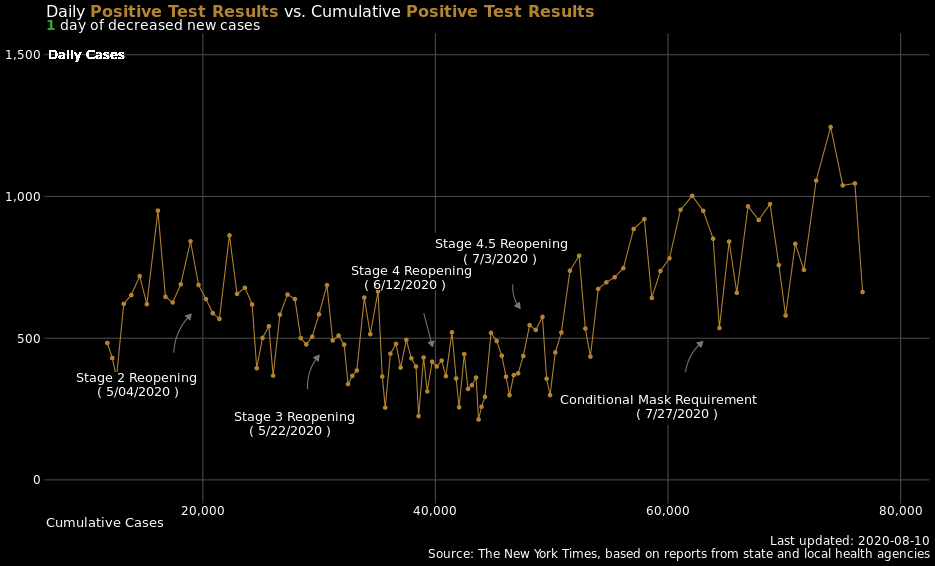 Daily Positive Test Results vs. Cumulative Positive Test Results
1 day of decreased new cases
1,500
Daily Cases
1,000
Stage 4.5 Reopening
( 7/3/2020 )
Stage 4 Reopening
( 6/12/2020 )
500
Stage 2 Reopening
( 5/04/2020 )
Conditional Mask Requirement
( 7/27/2020 )
Stage 3 Reopening
( 5/22/2020 )
0
20,000
40,000
60,000
80,000
Cumulative Cases
Last updated: 2020-08-10
Source: The New York Times, based on reports from state and local health agencies